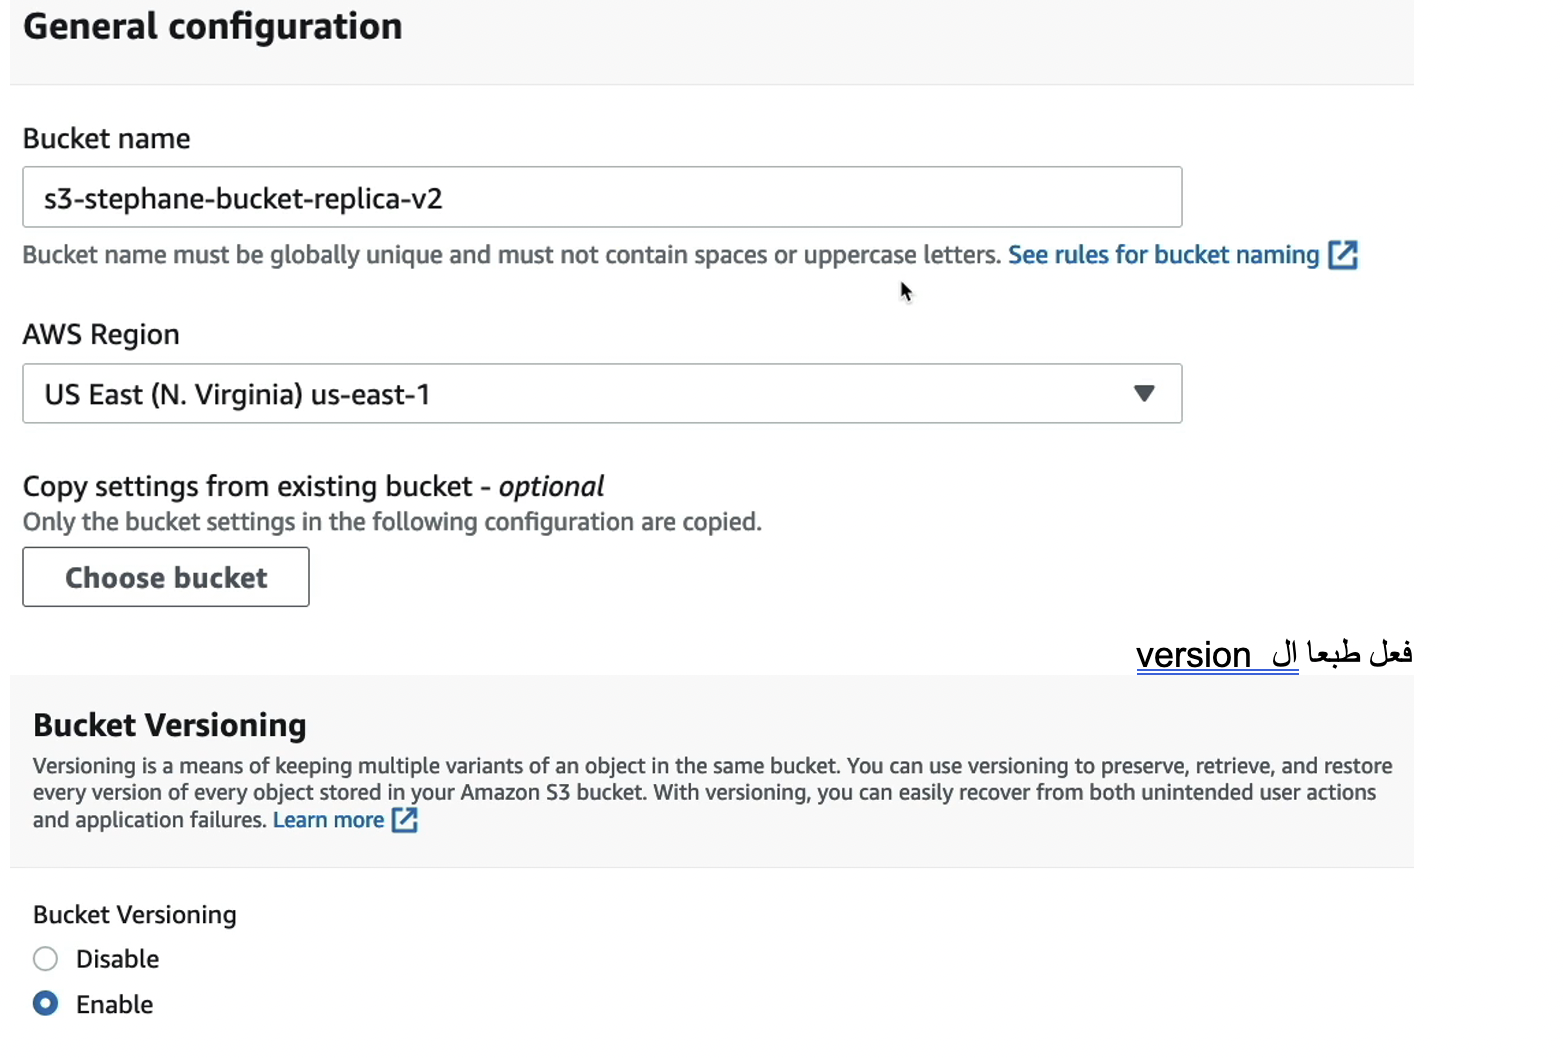 General configuration
Bucket name
s3-stephane-bucket-replica-v2
Bucket name must be globally unique and must not contain spaces or uppercase letters. See rules for bucket naming
AWS Region
US East (N. Virginia) us-east-1
Copy settings from existing bucket - optional
Only the bucket settings in the following configuration are copied.
Choose bucket
فعل طبعا ال version
Bucket Versioning
Versioning is a means of keeping multiple variants of an object in the same bucket. You can use versioning to preserve, retrieve, and restore
every version of every object stored in your Amazon S3 bucket. With versioning, you can easily recover from both unintended user actions
and application failures. Learn more
Bucket Versioning
Disable
Enable